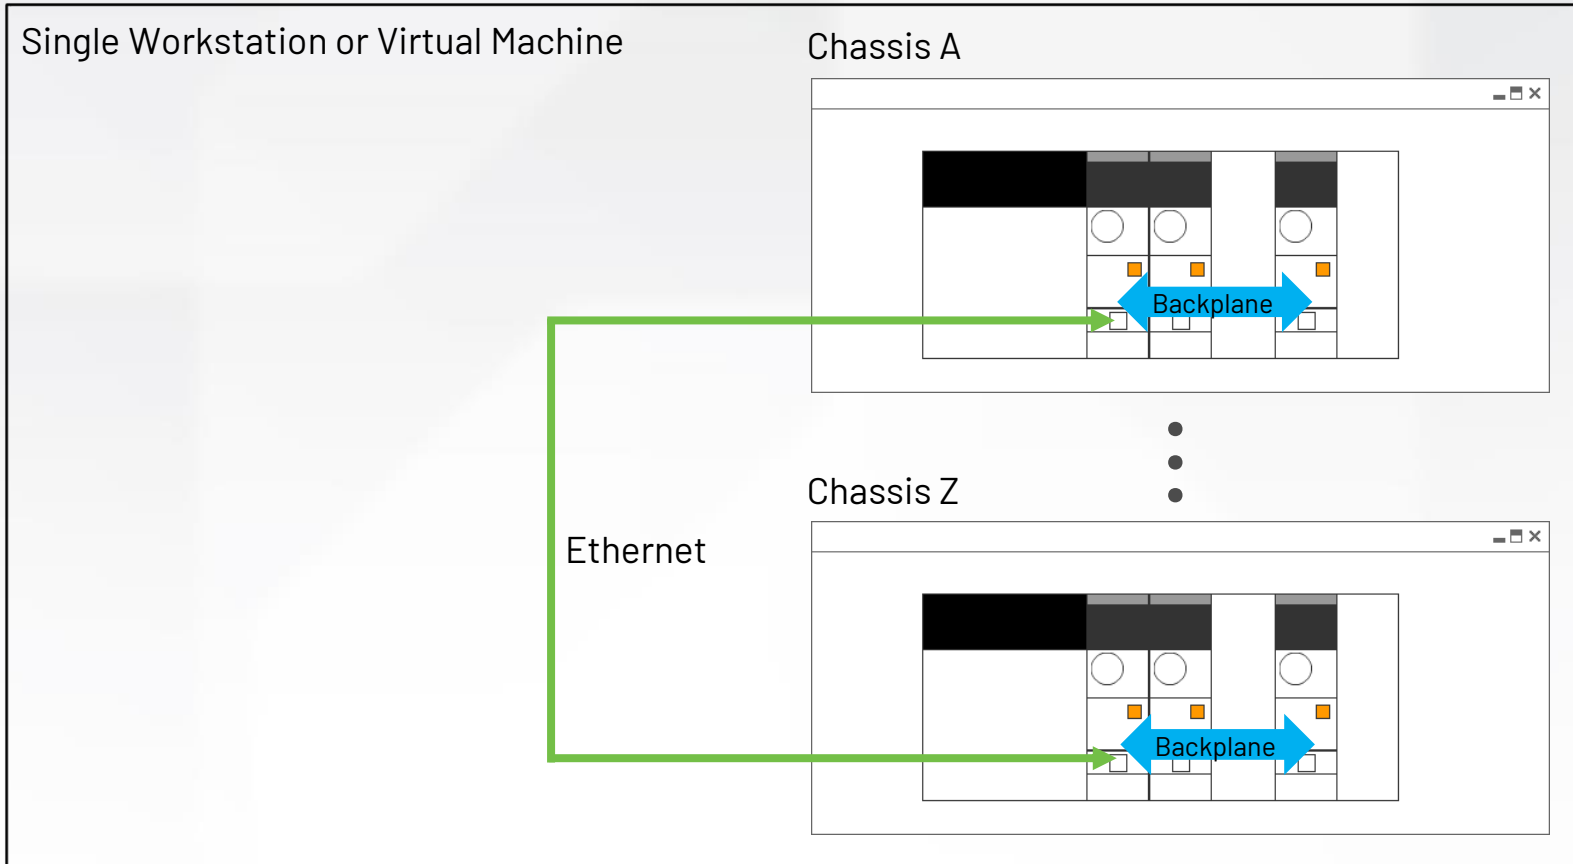 Single Workstation or Virtual Machine
Chassis A
Backplane
Chassis Z
Ethernet
Backplane